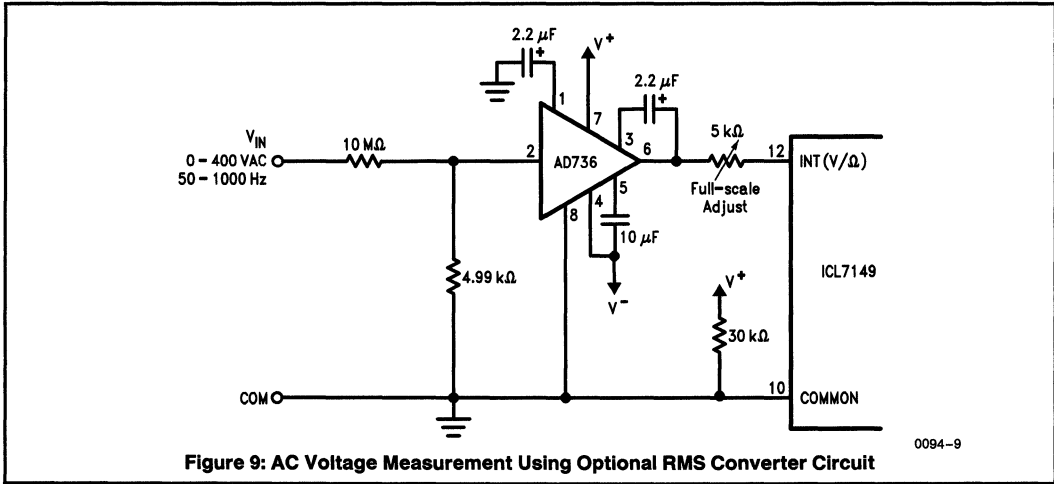 2.2 µF
+
V+
2.2 µF
+
1
7
3
6
5 kΩ
12
INT (V/Ω)
VIN
0 – 400 VAC
50 – 1000 Hz
10 MΩ
2
AD736
5
4
8
Full-scale
Adjust
10 µF
V-
4.99 kΩ
V+
30 kΩ
ICL7149
COM
10
COMMON
0094–9
Figure 9: AC Voltage Measurement Using Optional RMS Converter Circuit